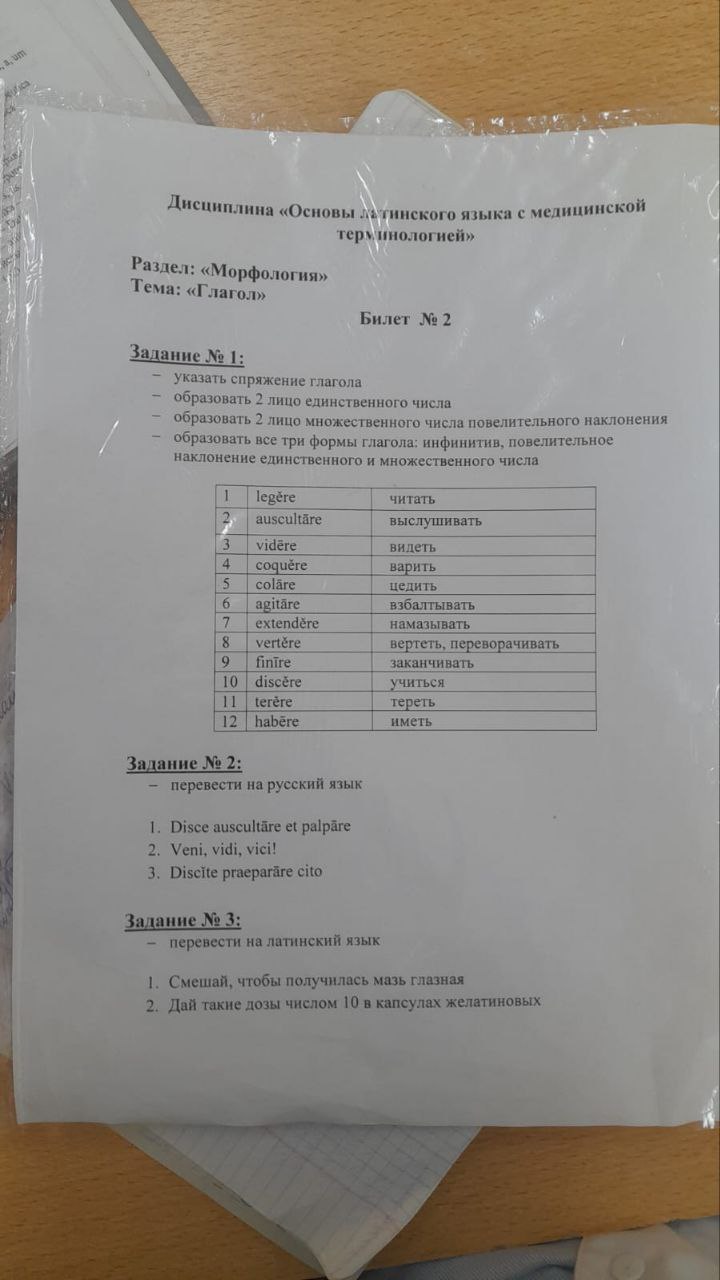 Дисциплина «Основы латинского языка с медицинской
терминологией»
Раздел: «Морфология»
Тема: «Глагол»
Билет № 2
Задание № 1:
– указать спряжение глагола
– образовать 2 лицо единственного числа
– образовать 2 лицо множественного числа повелительного наклонения
– образовать все три формы глагола: инфинитив, повелительное
наклонение единственного и множественного числа
1 legĕre читать
2 auscultāre выслушивать
3 vidēre видеть
4 coquĕre варить
5 colāre цедить
6 agitāre взбалтывать
7 extendĕre намазывать
8 vertĕre вертеть, переворачивать
9 finīre заканчивать
10 discĕre учиться
11 terĕre тереть
12 habēre иметь
Задание № 2:
– перевести на русский язык
1. Disce auscultāre et palpāre
2. Veni, vidi, vici!
3. Discĭte praeparāre cito
Задание № 3:
– перевести на латинский язык
1. Смешай, чтобы получилась мазь глазная
2. Дай такие дозы числом 10 в капсулах желатиновых